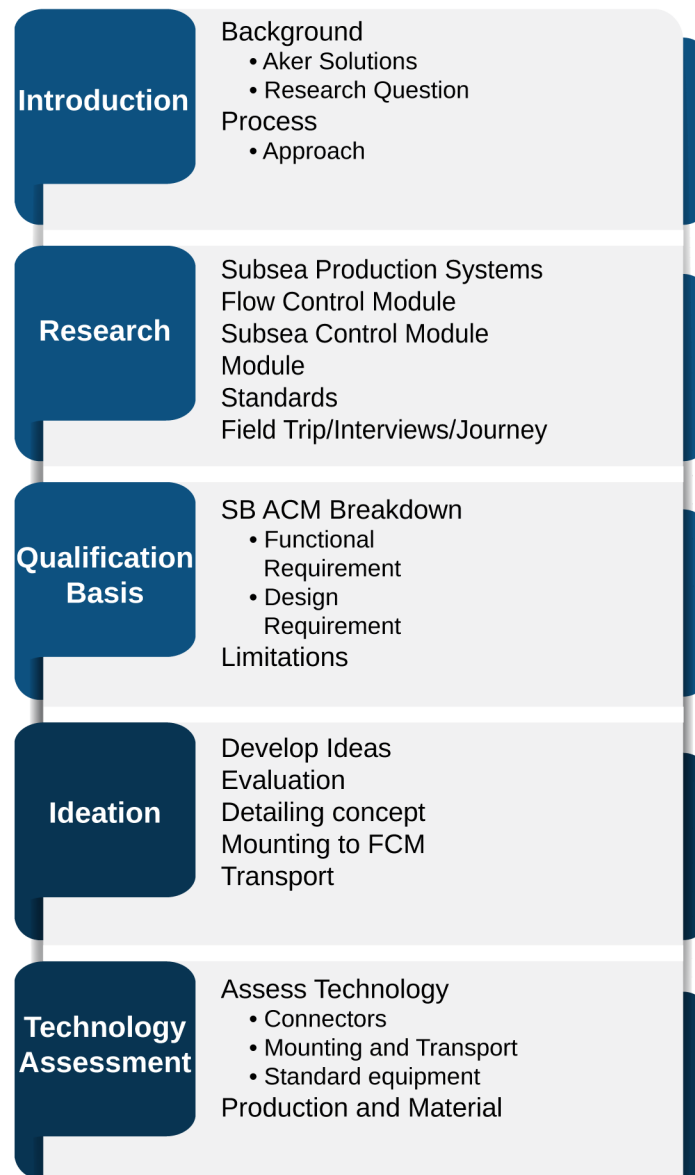 Introduction
Background
• Aker Solutions
• Research Question
Process
• Approach
Research
Subsea Production Systems
Flow Control Module
Subsea Control Module
Module
Standards
Field Trip/Interviews/Journey
Qualification
Basis
SB ACM Breakdown
• Functional
Requirement
• Design
Requirement
Limitations
Ideation
Develop Ideas
Evaluation
Detailing concept
Mounting to FCM
Transport
Technology
Assessment
Assess Technology
• Connectors
• Mounting and Transport
• Standard equipment
Production and Material